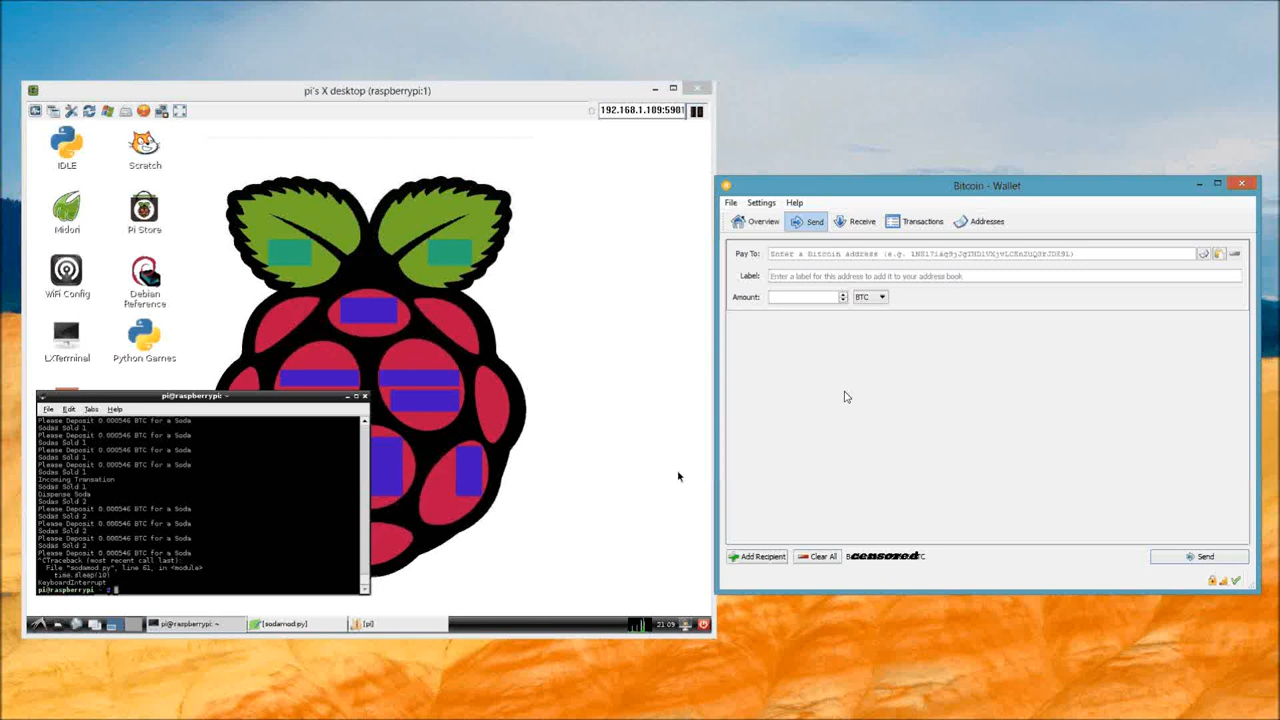 pi's X desktop (raspberrypi:1)
192.168.1.109:5901
IDLE
Scratch
Midori
Pi Store
WiFi Config
Debian
Reference
LXTerminal
Python Games
pi@raspberrypi: ~
File Edit Tabs Help
Please Deposit 0.000546 BTC for a Soda
Sodas Sold 1
Please Deposit 0.000546 BTC for a Soda
Sodas Sold 1
Please Deposit 0.000546 BTC for a Soda
Sodas Sold 1
Please Deposit 0.000546 BTC for a Soda
Sodas Sold 1
Incoming Transation
Sodas Sold 1
Dispense Soda
Sodas Sold 2
Please Deposit 0.000546 BTC for a Soda
Sodas Sold 2
Please Deposit 0.000546 BTC for a Soda
Sodas Sold 2
Please Deposit 0.000546 BTC for a Soda
Sodas Sold 2
Please Deposit 0.000546 BTC for a Soda
^CTraceback (most recent call last):
File "sodamod.py", line 61, in <module>
time.sleep(10)
KeyboardInterrupt
pi@raspberrypi ~ $
pi@raspberrypi: ~
[sodamod.py]
[pi]
21:09
Bitcoin - Wallet
File Settings Help
Overview Send Receive Transactions Addresses
Pay To: Enter a Bitcoin Address (e.g.
Label: Enter a label for this address to add it to your address book
Amount: BTC
Add Recipient Clear All censored Send